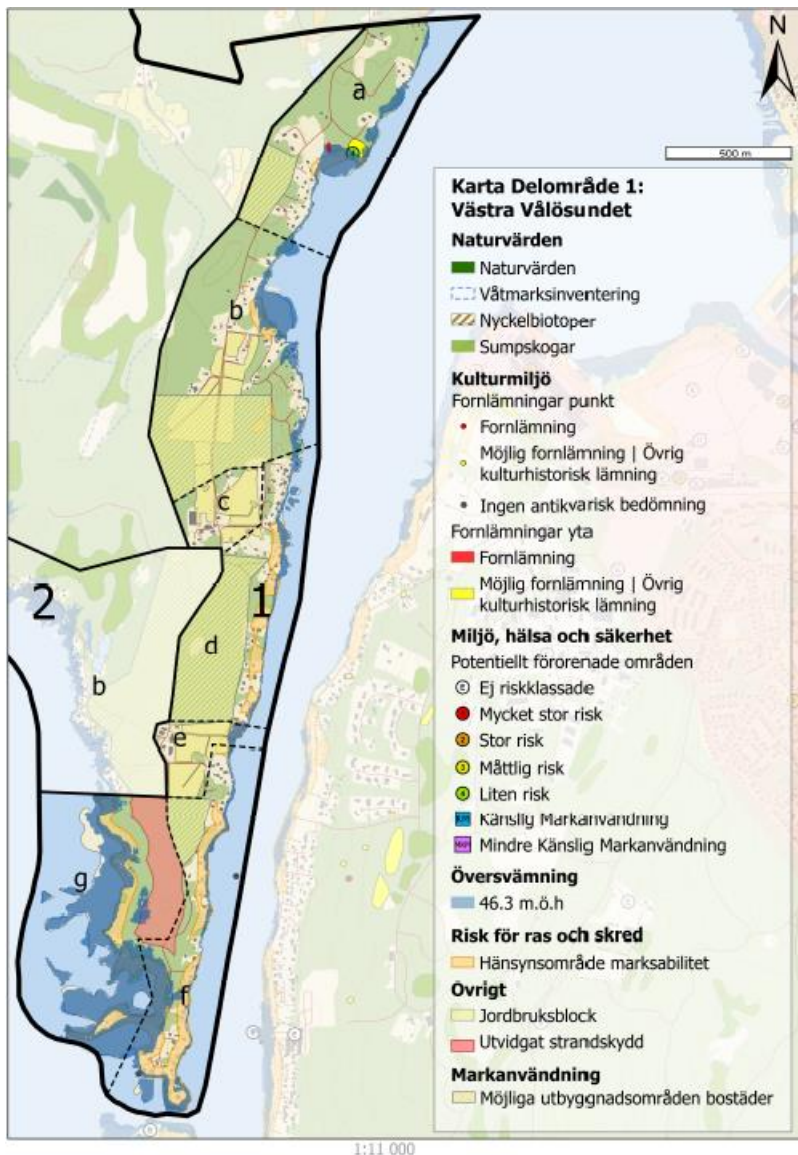 N
500 m
a
b
c
d
e
f
g
1
2
b
Karta Delområde 1:
Västra Vålösundet
Naturvärden
Naturvärden
Våtmarksinventering
Nyckelbiotoper
Sumpskogar
Kulturmiljö
Fornlämningar punkt
Fornlämning
Möjlig fornlämning | Övrig
kulturhistorisk lämning
Ingen antikvarisk bedömning
Fornlämningar yta
Fornlämning
Möjlig fornlämning | Övrig
kulturhistorisk lämning
Miljö, hälsa och säkerhet
Potentiellt förorenade områden
E Ej riskklassade
Mycket stor risk
2 Stor risk
3 Måttlig risk
4 Liten risk
Känslig Markanvändning
Mindre Känslig Markanvändning
Översvämning
46.3 m.ö.h
Risk för ras och skred
Hänsynsområde marksabilitet
Övrigt
Jordbruksblock
Utvidgat strandskydd
Markanvändning
Möjliga utbyggnadsområden bostäder
1:11 000